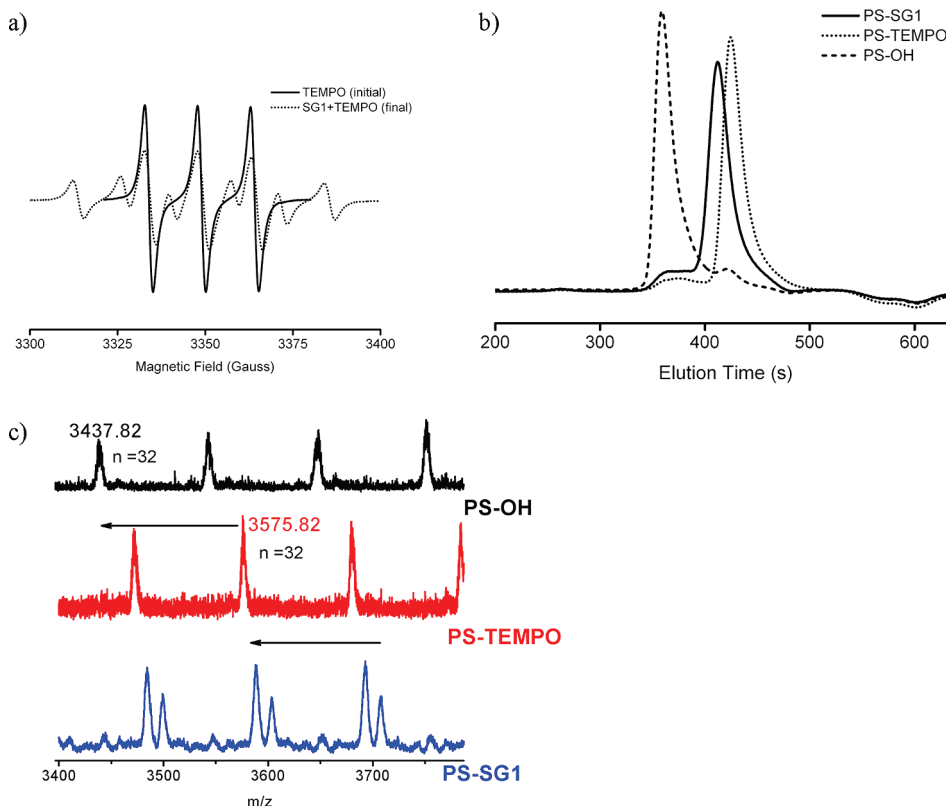 a)
TEMPO (initial)
SG1+TEMPO (final)
3300
3325
3350
3375
3400
Magnetic Field (Gauss)
b)
PS-SG1
PS-TEMPO
PS-OH
200
300
400
500
600
Elution Time (s)
c)
3437.82
n =32
PS-OH
3575.82
n =32
PS-TEMPO
PS-SG1
3400
3500
3600
3700
m/z